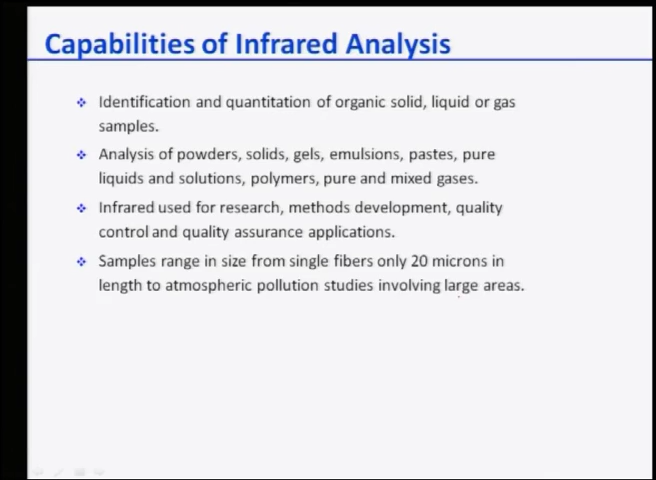 Capabilities of Infrared Analysis
Identification and quantitation of organic solid, liquid or gas
samples.
Analysis of powders, solids, gels, emulsions, pastes, pure
liquids and solutions, polymers, pure and mixed gases.
Infrared used for research, methods development, quality
control and quality assurance applications.
Samples range in size from single fibers only 20 microns in
length to atmospheric pollution studies involving large areas.